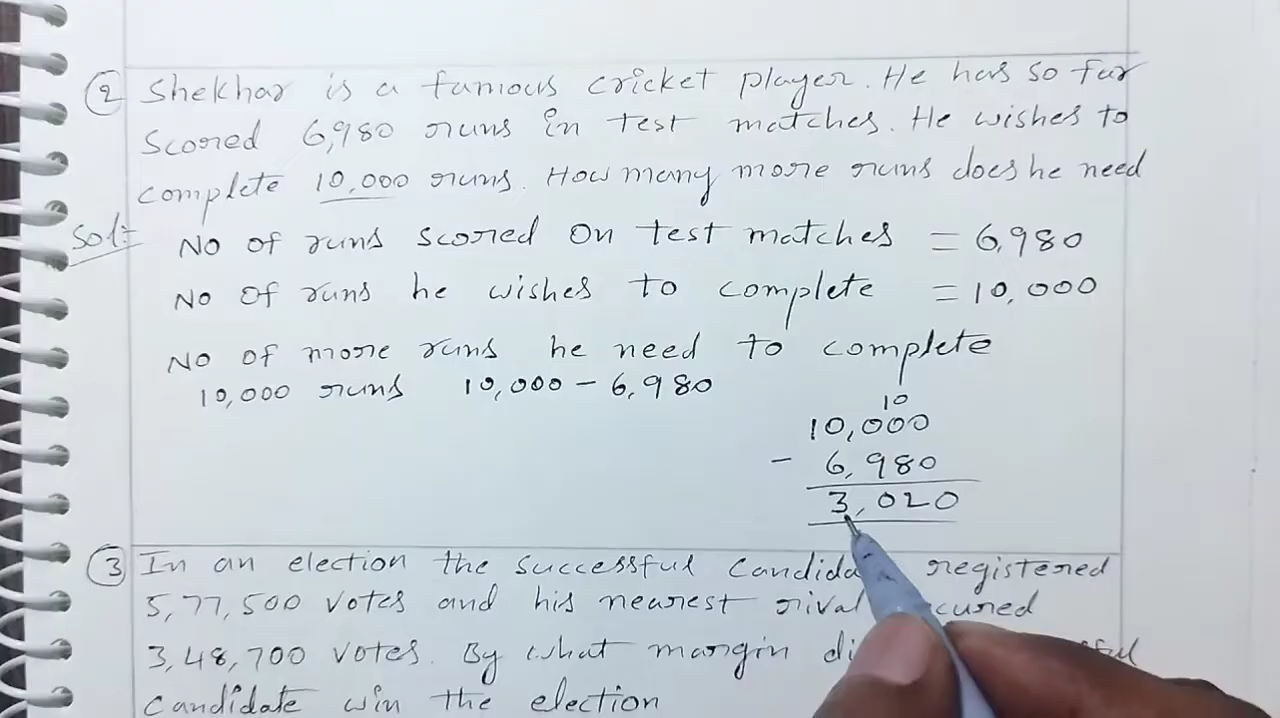 ② Shekhar is a famous cricket player. He has so far
scored 6,980 runs in test matches. He wishes to
complete 10,000 runs. How many more runs does he need
Sol:
No of runs scored on test matches = 6,980
No of runs he wishes to complete = 10,000
No of more runs he need to complete
10,000 runs 10,000 - 6,980
10
10,000
- 6,980
3,020
③ In an election the successful candida registered
5,77,500 votes and his nearest rival cured
3,48,700 votes. By what margin di ful
candidate win the election